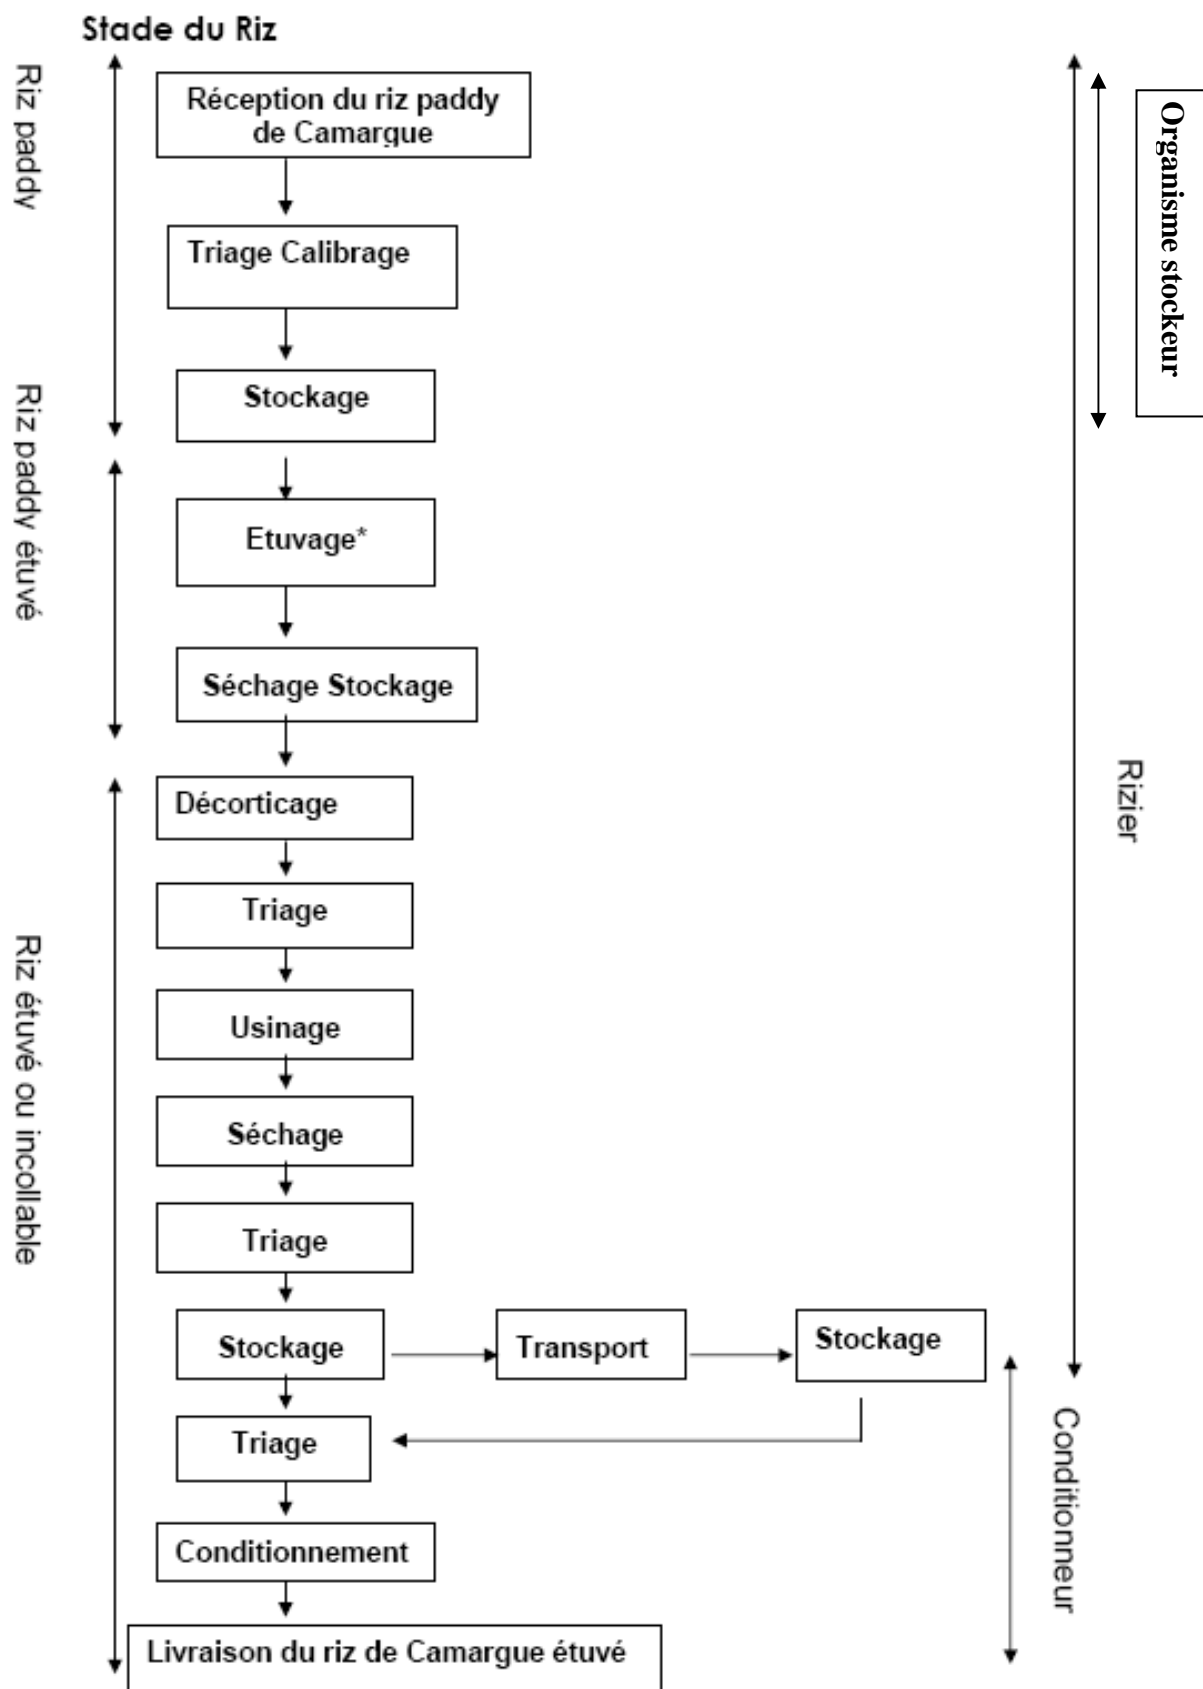 Stade du Riz
Riz paddy
Réception du riz paddy
de Camargue
Organisme stockeur
Triage Calibrage
Stockage
Riz paddy étuvé
Etuvage*
Séchage Stockage
Rizier
Décorticage
Triage
Riz étuvé ou incollable
Usinage
Séchage
Triage
Stockage
Transport
Stockage
Conditionneur
Triage
Conditionnement
Livraison du riz de Camargue étuvé